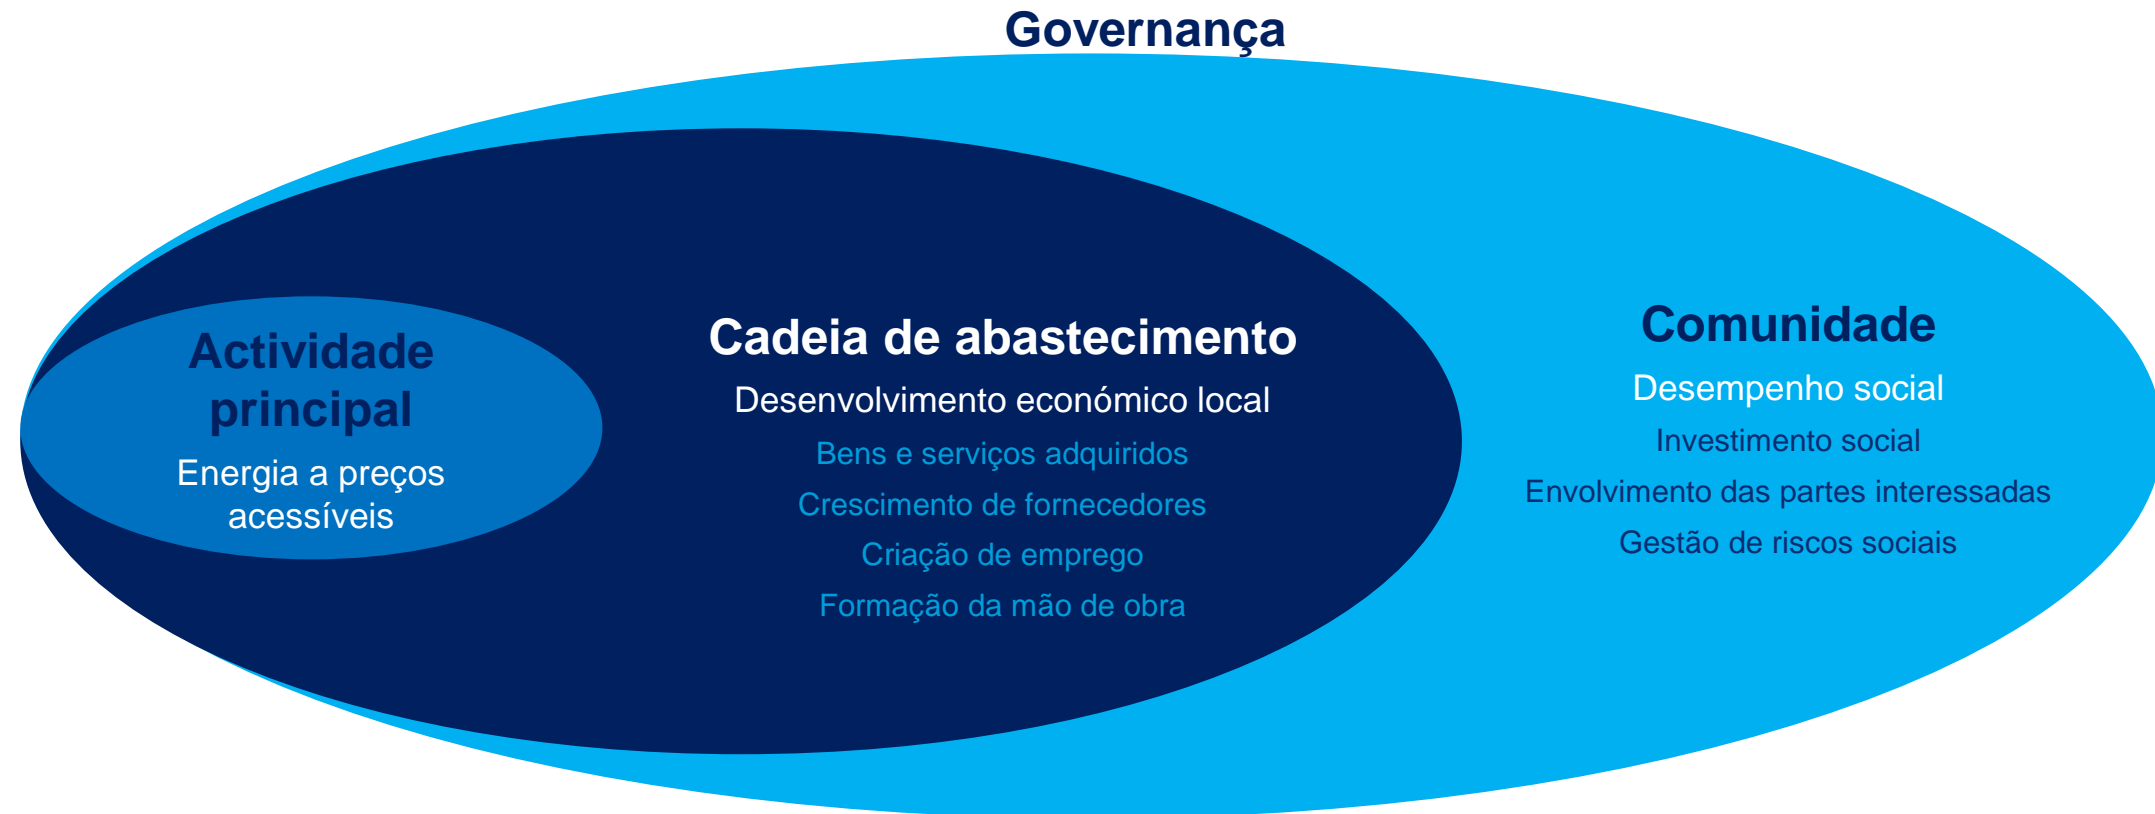 Governança
Actividade
principal
Energia a preços
acessíveis
Cadeia de abastecimento
Desenvolvimento económico local
Bens e serviços adquiridos
Crescimento de fornecedores
Criação de emprego
Formação da mão de obra
Comunidade
Desempenho social
Investimento social
Envolvimento das partes interessadas
Gestão de riscos sociais